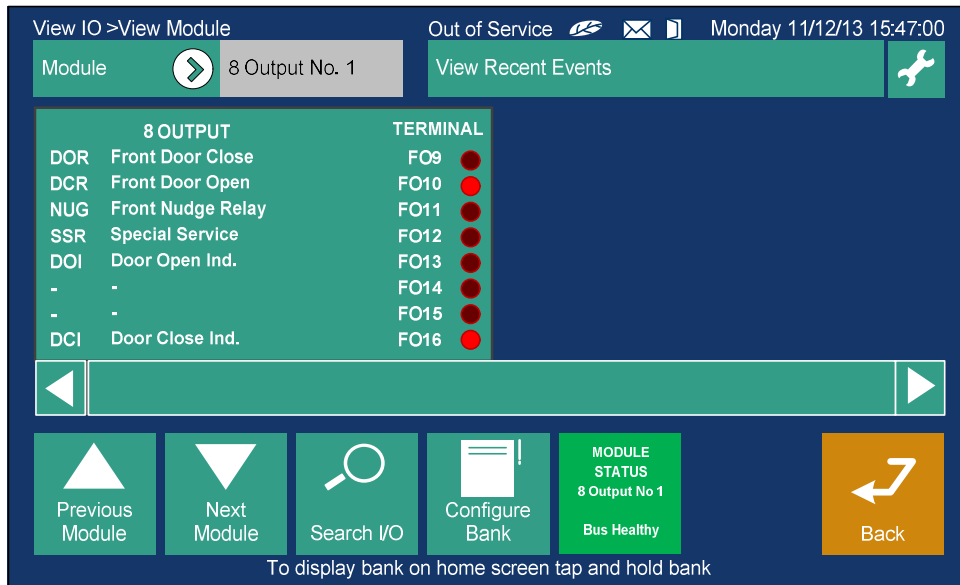 View IO >View Module Out of Service Monday 11/12/13 15:47:00
Module 8 Output No. 1 View Recent Events
8 OUTPUT TERMINAL
DOR Front Door Close FO9
DCR Front Door Open FO10
NUG Front Nudge Relay FO11
SSR Special Service FO12
DOI Door Open Ind. FO13
- - FO14
- - FO15
DCI Door Close Ind. FO16
Previous Module
Next Module
Search I/O
Configure Bank
MODULE
STATUS
8 Output No 1
Bus Healthy
Back
To display bank on home screen tap and hold bank